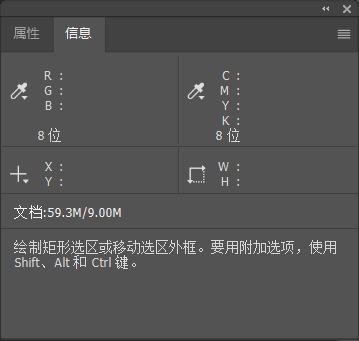 属性 信息
R : C :
G : M :
B : Y :
K :
8 位 8 位
X : W :
Y : H :
文档:59.3M/9.00M
绘制矩形选区或移动选区外框。要用附加选项，使用
Shift、Alt 和 Ctrl 键。